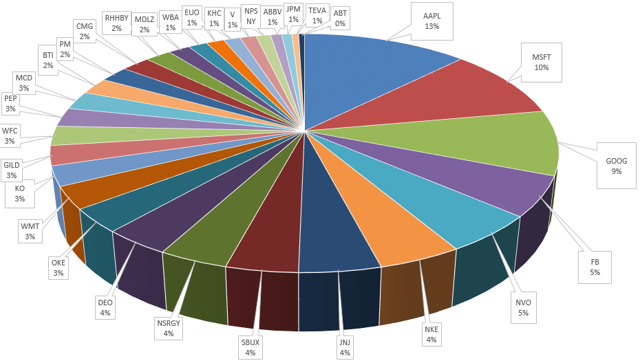 AAPL
13%
MSFT
10%
GOOG
9%
FB
5%
NVO
5%
NKE
4%
JNJ
4%
SBUX
4%
NSRGY
4%
DEO
4%
OKE
3%
WMT
3%
KO
3%
GILD
3%
WFC
3%
PEP
3%
MCD
3%
BTI
2%
PM
2%
CMG
2%
RHHBY
2%
MDLZ
2%
WBA
1%
EUO
1%
KHC
1%
V
1%
NPSNY
1%
ABBV
1%
JPM
1%
TEVA
1%
ABT
0%